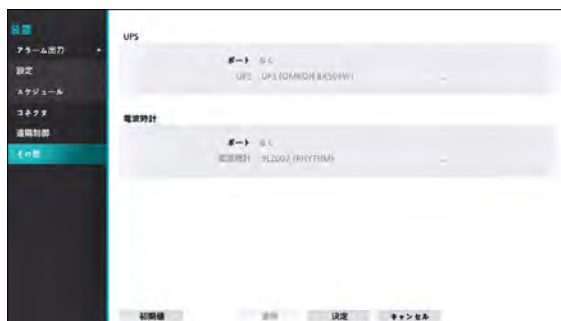 装置
アラーム出力
設定
スケジュール
コネクタ
遠隔制御
その他
UPS
ポート なし
UPS UPS (OMRON BX50FW)
電波時計
ポート なし
電波時計 9LZ007 (RHYTHM)
初期値 適用 決定 キャンセル